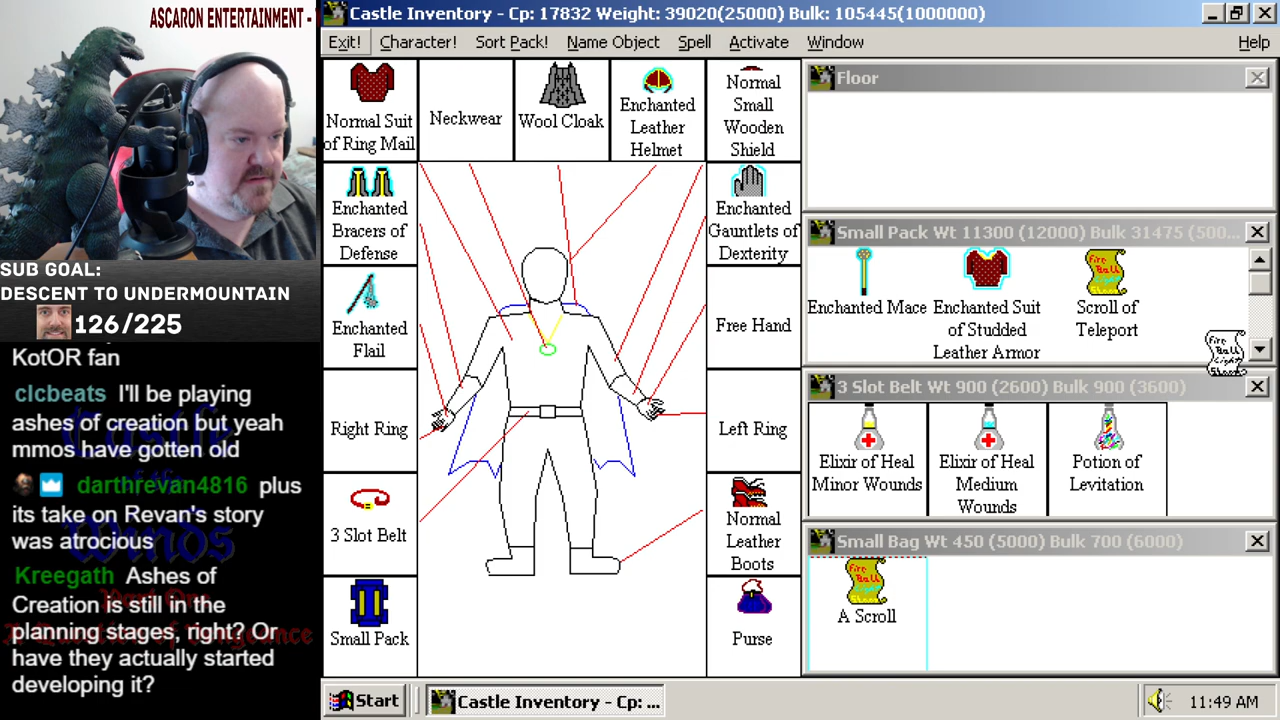 ASCARON ENTERTAINMENT -
SUB GOAL:
DESCENT TO UNDERMOUNTAIN
126/225
KotOR fan
clcbeats I'll be playing
ashes of creation but yeah
mmos have gotten old
darthrevan4816 plus
its take on Revan's story
was atrocious
Kreegath Ashes of
Creation is still in the
planning stages, right? Or
have they actually started
developing it?
Castle Inventory - Cp: 17832 Weight: 39020(25000) Bulk: 105445(1000000)
Exit! Character! Sort Pack! Name Object Spell Activate Window Help
Normal Suit
of Ring Mail
Neckwear
Wool Cloak
Enchanted
Leather
Helmet
Normal
Small
Wooden
Shield
Enchanted
Bracers of
Defense
Enchanted
Gauntlets of
Dexterity
Enchanted
Flail
Free Hand
Right Ring
Left Ring
3 Slot Belt
Normal
Leather
Boots
Small Pack
Purse
Floor
Small Pack Wt 11300 (12000) Bulk 31475 (500...
Enchanted Mace
Enchanted Suit
of Studded
Leather Armor
Scroll of
Teleport
3 Slot Belt Wt 900 (2600) Bulk 900 (3600)
Elixir of Heal
Minor Wounds
Elixir of Heal
Medium
Wounds
Potion of
Levitation
Small Bag Wt 450 (5000) Bulk 700 (6000)
A Scroll
Start
Castle Inventory - Cp: ...
11:49 AM